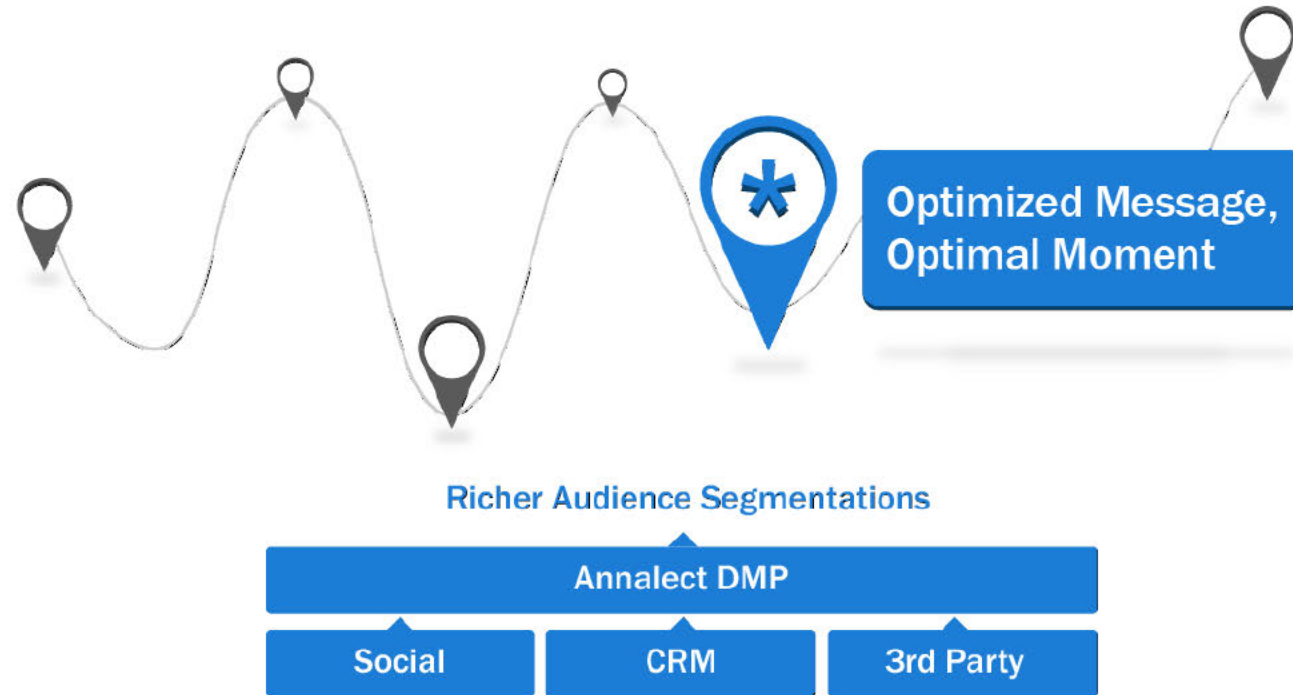 Optimized Message,
Optimal Moment
Richer Audience Segmentations
Annalect DMP
Social
CRM
3rd Party